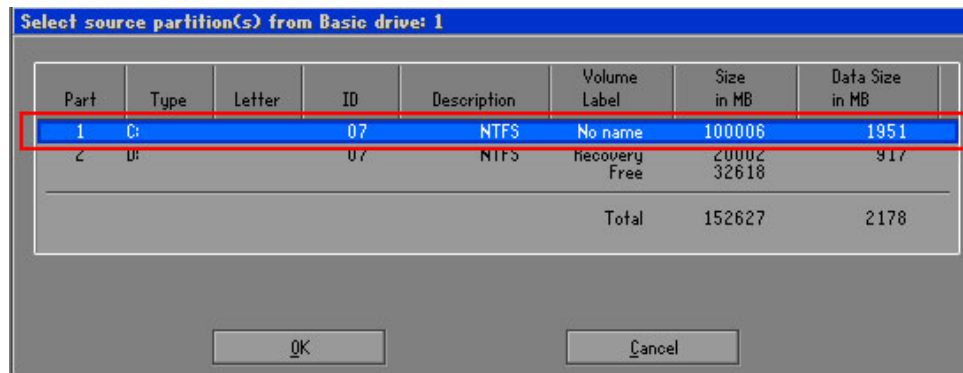 Select source partition(s) from Basic drive: 1
Part Type Letter ID Description Volume Label Size in MB Data Size in MB
1 C: 07 NTFS No name 100006 1951
2 D: 07 NTFS Recovery 20002 917
Free 32618
Total 152627 2178
OK Cancel